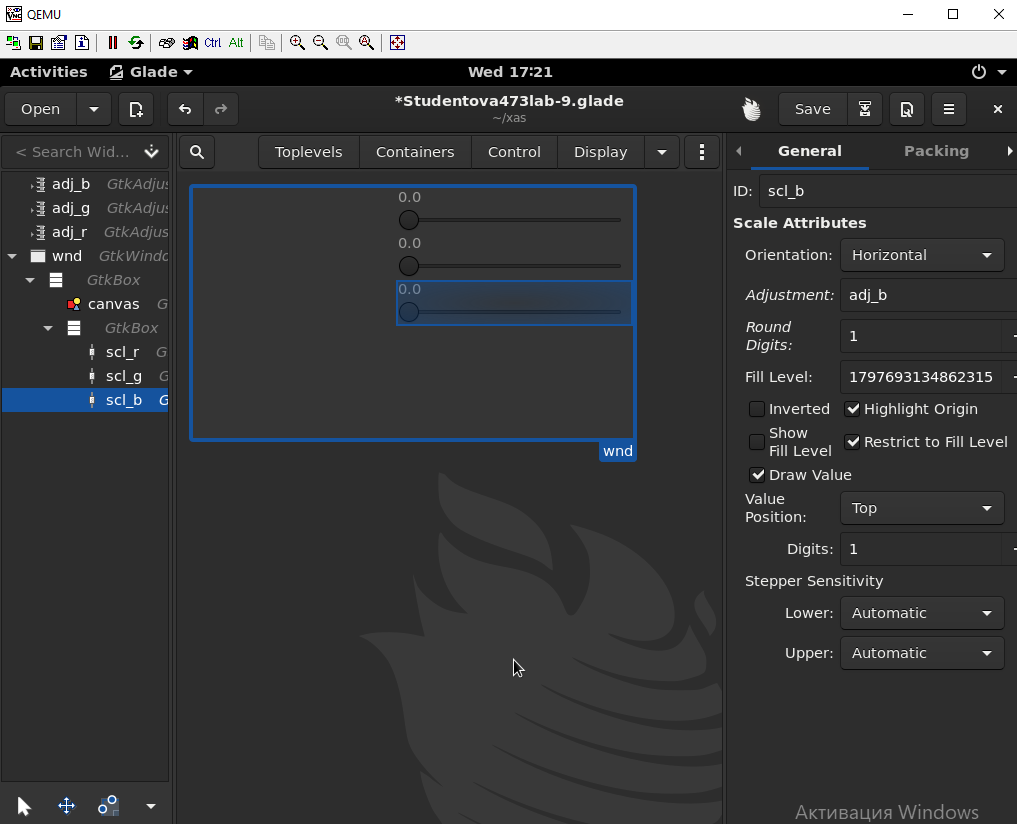 QEMU
Ctrl Alt
Activities Glade Wed 17:21
Open *Studentova473lab-9.glade Save
~/xas
< Search Wid... Toplevels Containers Control Display General Packing
adj_b GtkAdjus
adj_g GtkAdjus
adj_r GtkAdjus
wnd GtkWindo
GtkBox
canvas G
GtkBox
scl_r G
scl_g G
scl_b G
0.0
0.0
0.0
wnd
ID: scl_b
Scale Attributes
Orientation: Horizontal
Adjustment: adj_b
Round
Digits: 1
Fill Level: 1797693134862315
Inverted Highlight Origin
Show
Fill Level Restrict to Fill Level
Draw Value
Value
Position: Top
Digits: 1
Stepper Sensitivity
Lower: Automatic
Upper: Automatic
Активация Windows